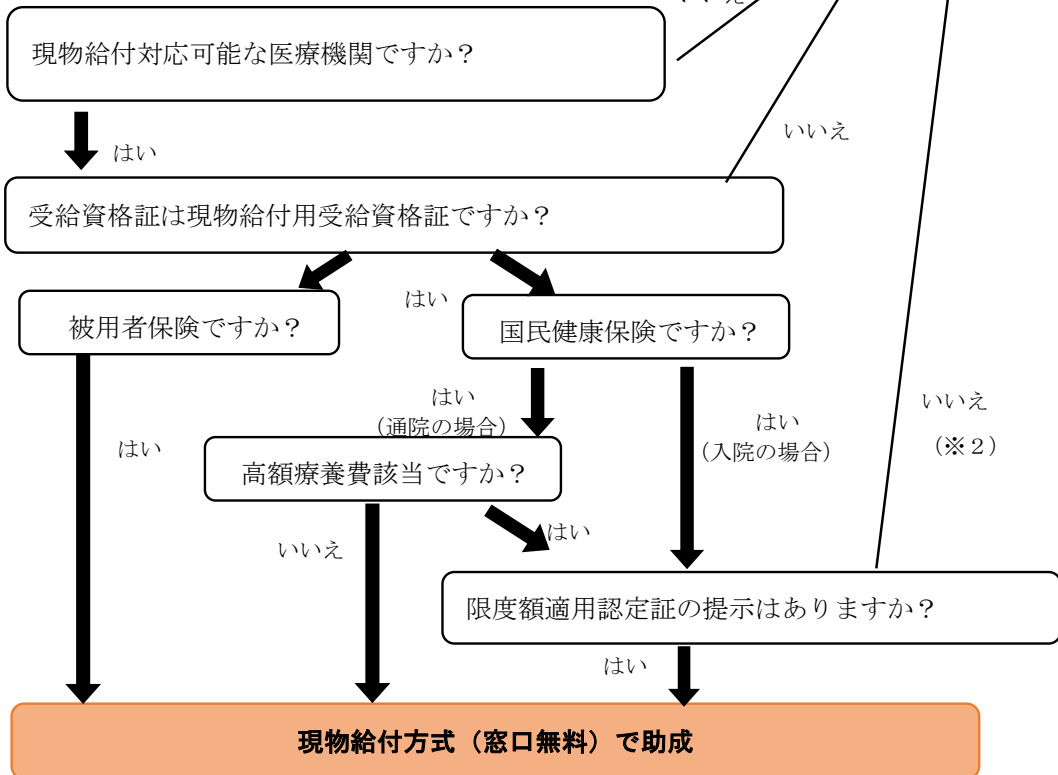 いいえ
現物給付対応可能な医療機関ですか？
はい
いいえ
受給資格証は現物給付用受給資格証ですか？
はい
被用者保険ですか？
国民健康保険ですか？
はい
（通院の場合）
はい
（入院の場合）
いいえ
（※２）
はい
高額療養費該当ですか？
はい
いいえ
限度額適用認定証の提示はありますか？
はい
現物給付方式（窓口無料）で助成